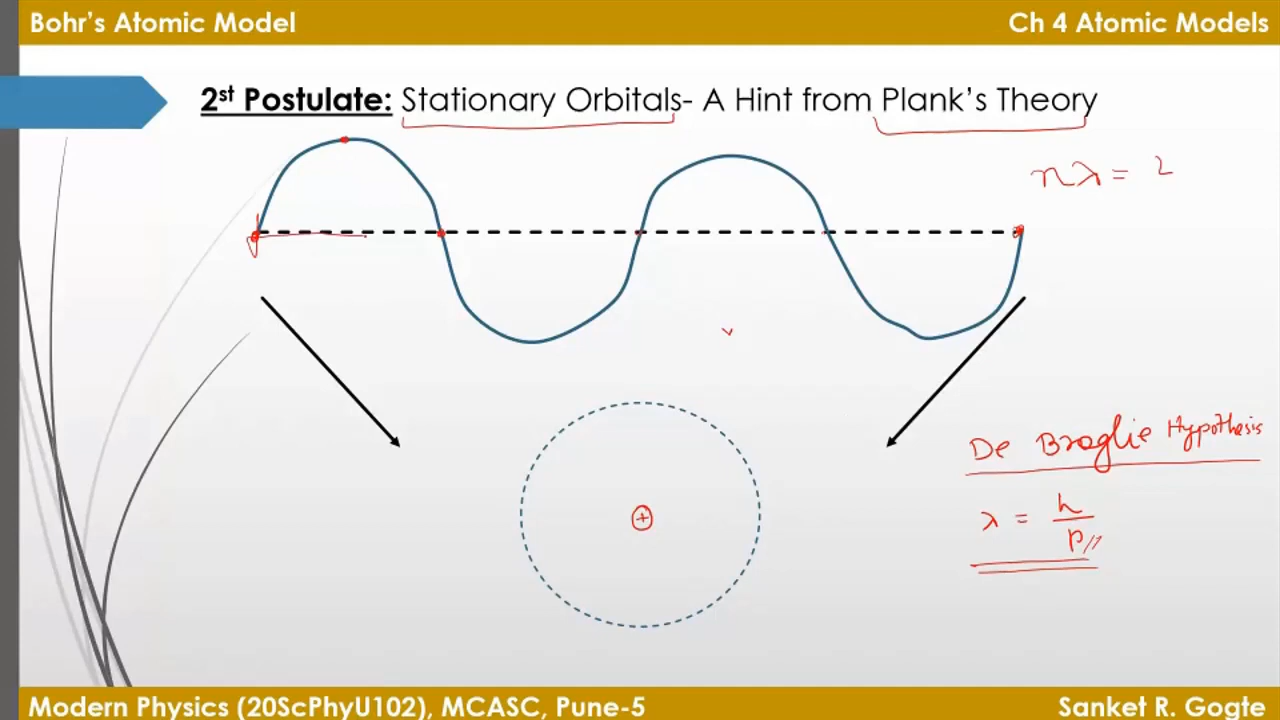 Bohr's Atomic Model
Ch 4 Atomic Models
2st Postulate: Stationary Orbitals- A Hint from Plank's Theory
nλ = 2
De Broglie Hypothesis
λ = h/p
+
Modern Physics (20ScPhyU102), MCASC, Pune-5
Sanket R. Gogte